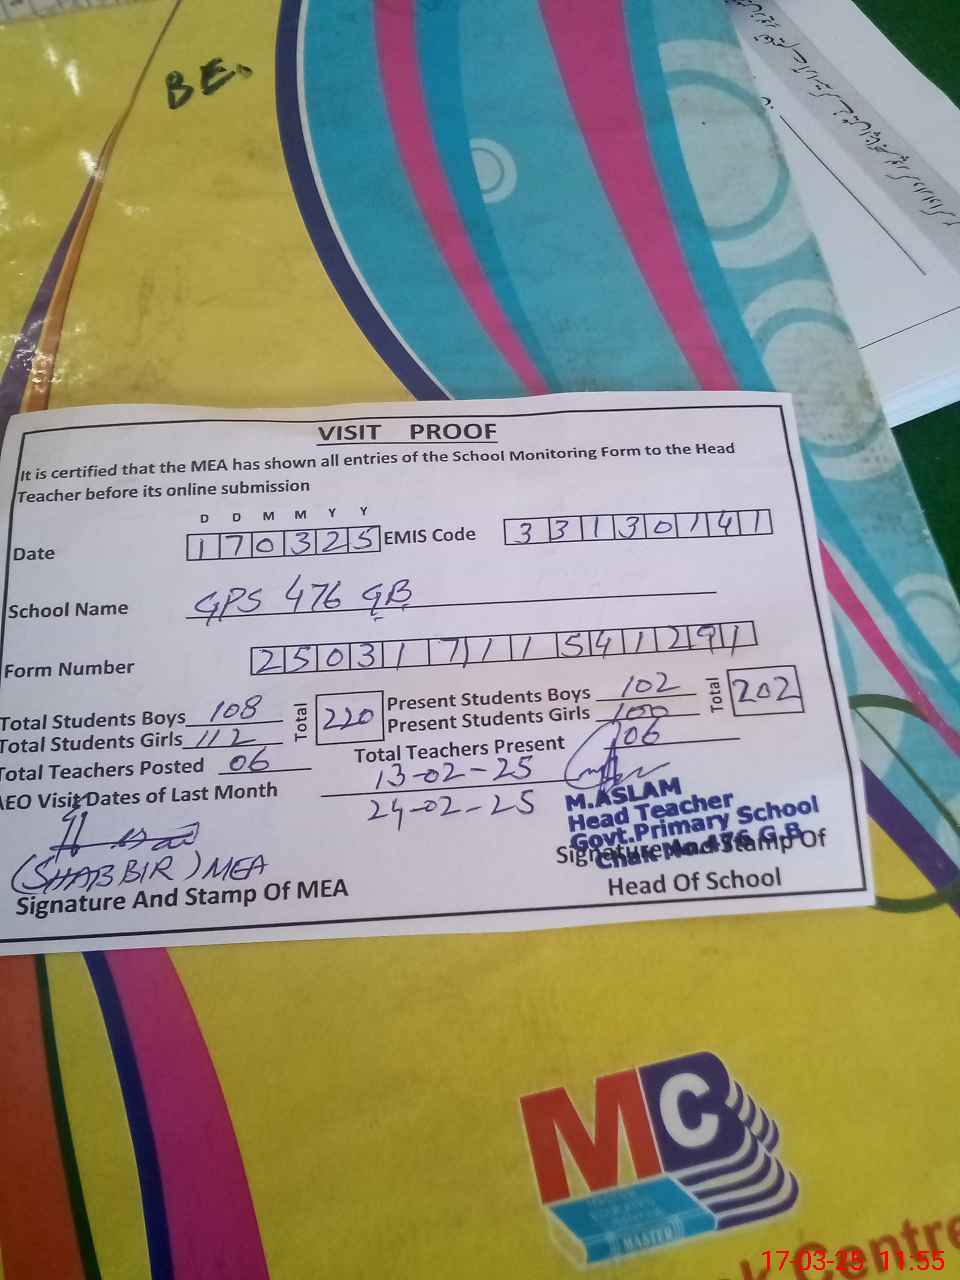 BE.
VISIT PROOF
It is certified that the MEA has shown all entries of the School Monitoring Form to the Head
Teacher before its online submission
D D M M Y Y
Date 170325 EMIS Code 33130141
School Name GPS 476 GB
Form Number 25031711541291
Total Students Boys 108 Total 220 Present Students Boys 102 Total 202
Total Students Girls 112 Present Students Girls 100
Total Teachers Posted 06 Total Teachers Present 06
AEO Visit Dates of Last Month 13-02-25
24-02-25
M.ASLAM
Head Teacher
Govt.Primary School
Chak No.476 G.B
(SHABBIR) MEA
Signature And Stamp Of MEA
Signature and Stamp Of
Head Of School
MC
MASTER
Centre
17-03-25 11:55